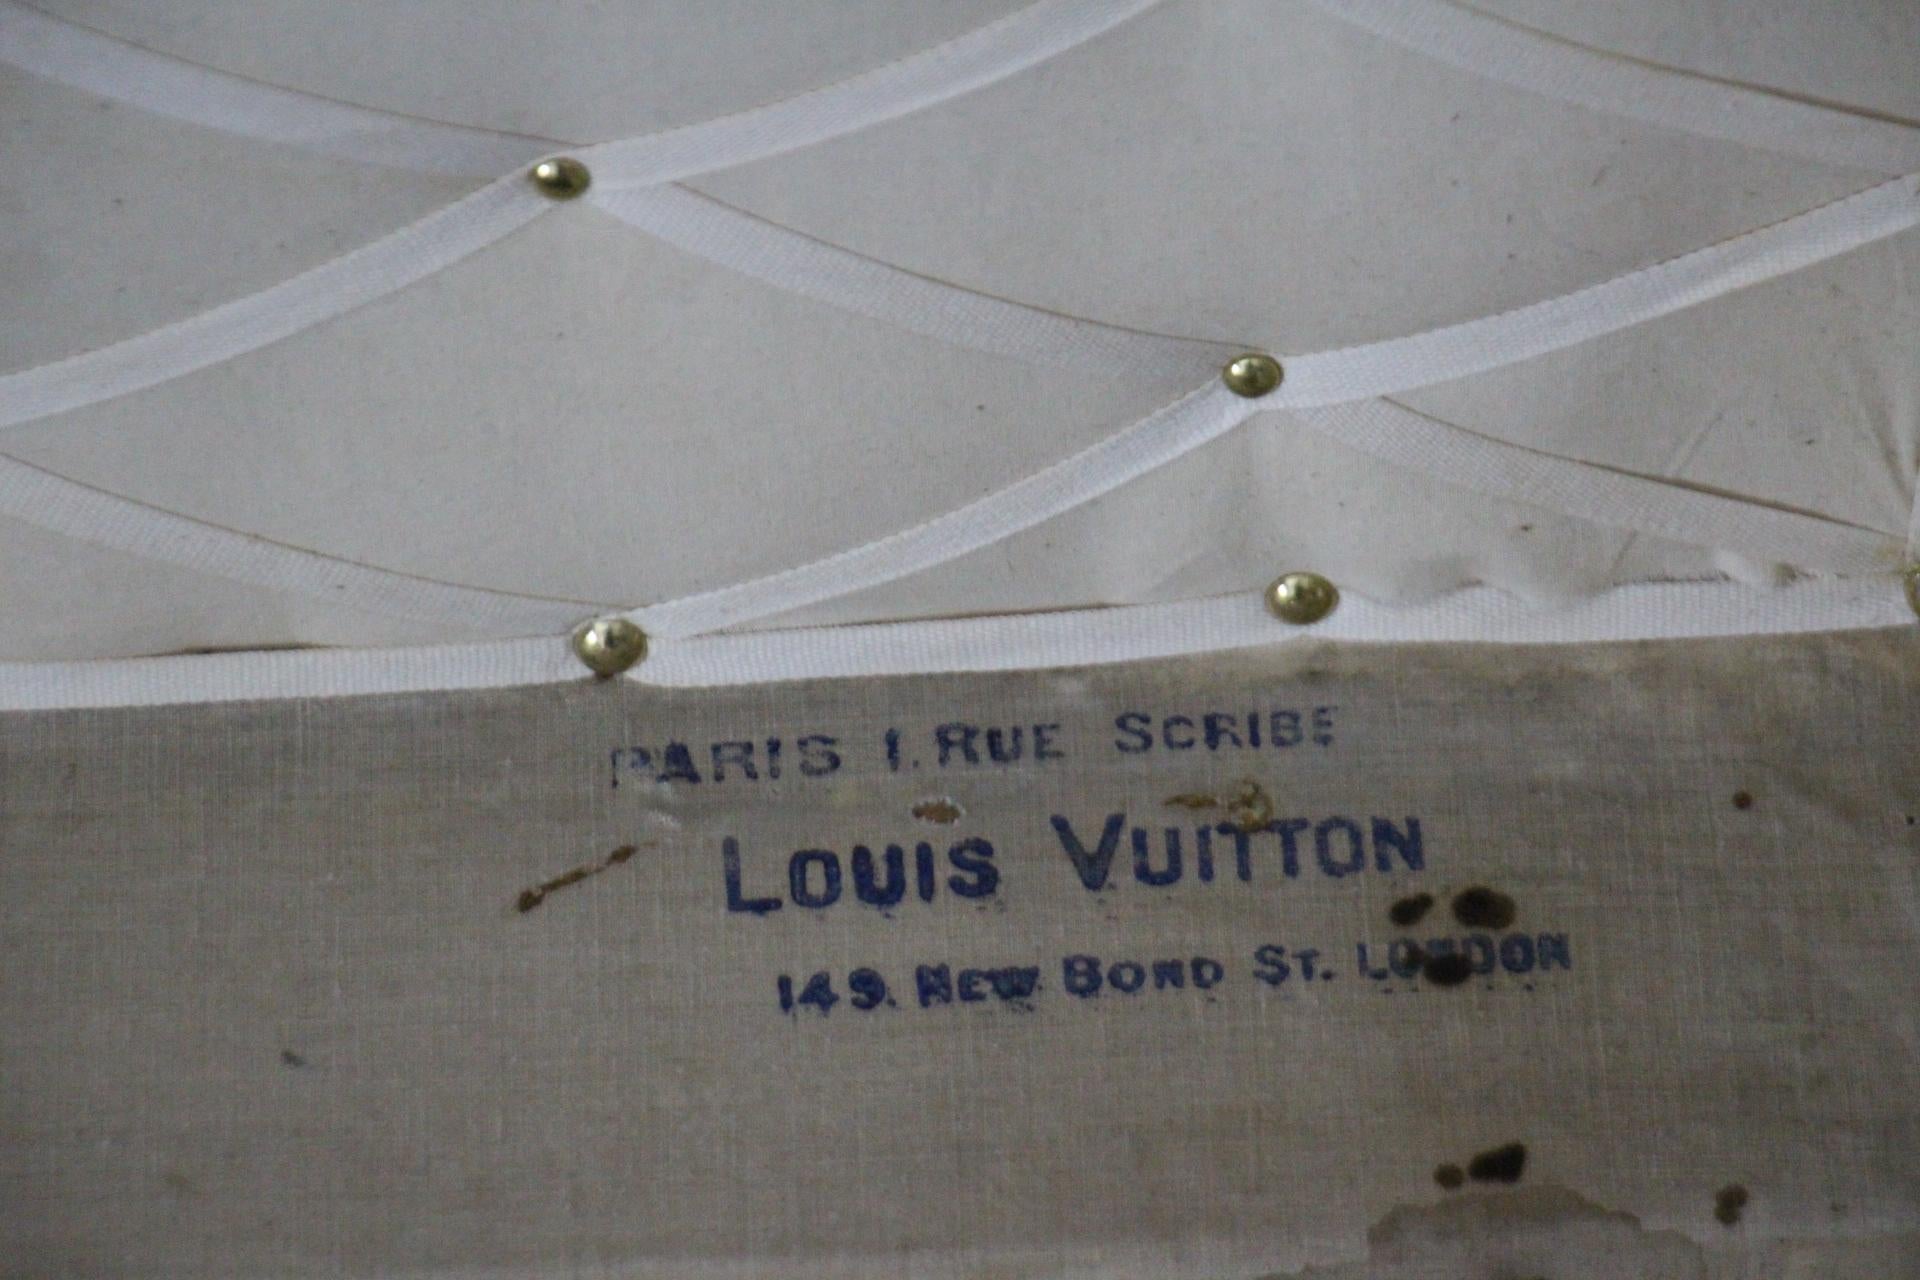 PARIS 1. RUE SCRIBE
LOUIS VUITTON
149. NEW BOND ST. LONDON